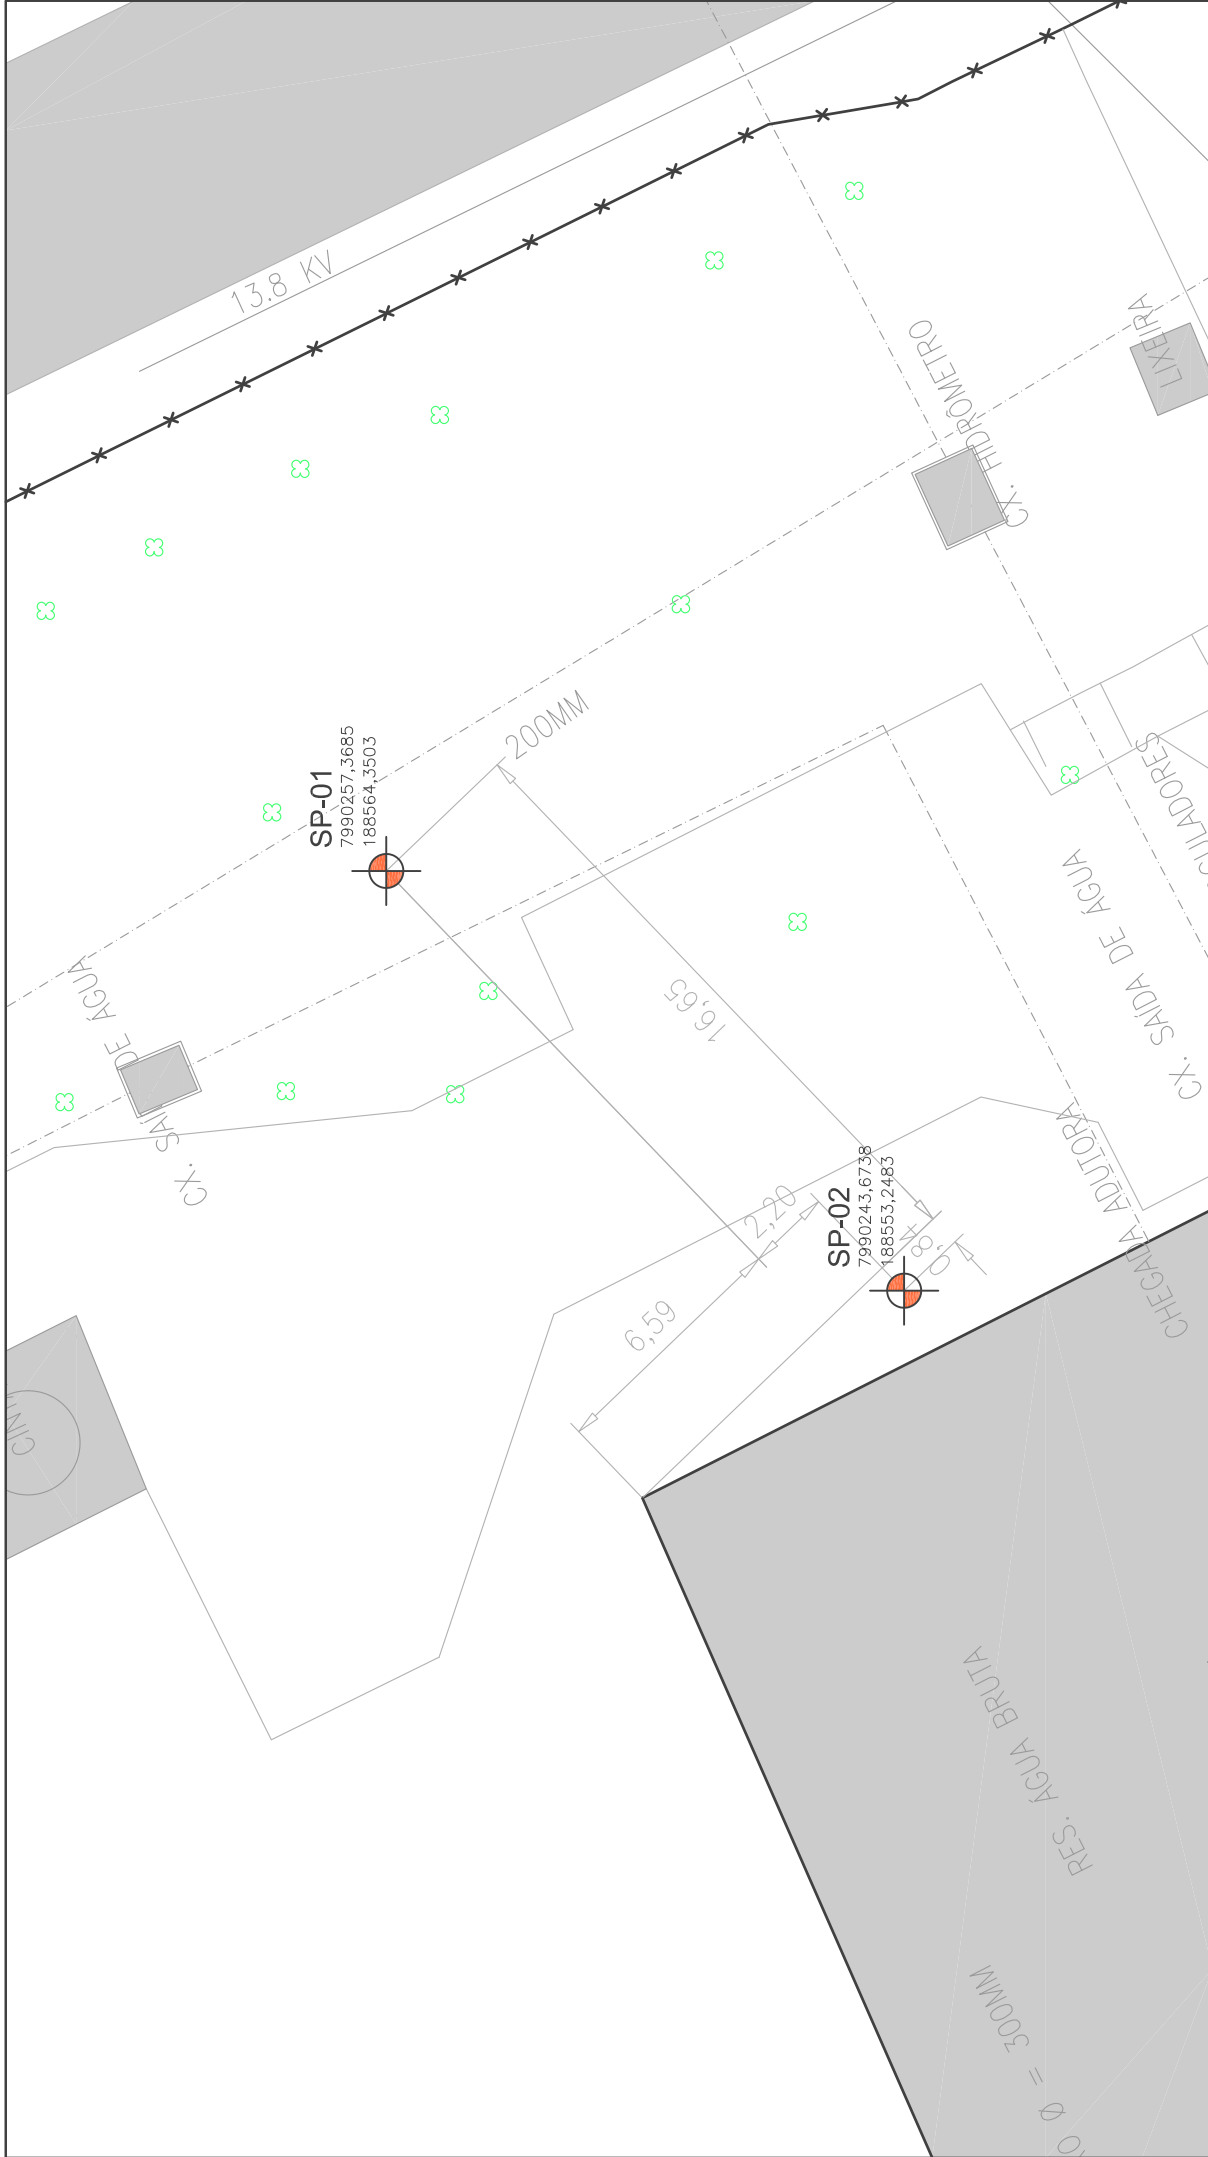 13.8 KV
LIXEIRA
CX. HIDRÔMETRO
200MM
SP-01
7990257,3685
188564,3503
DE ÁGUA
CX.
16,65
CX. SAÍDA DE ÁGUA
CHEGADA ADUTORA
SP-02
7990243,6738
188553,2483
2,20
0,84
6,59
RES. ÁGUA BRUTA
Ø = 300MM